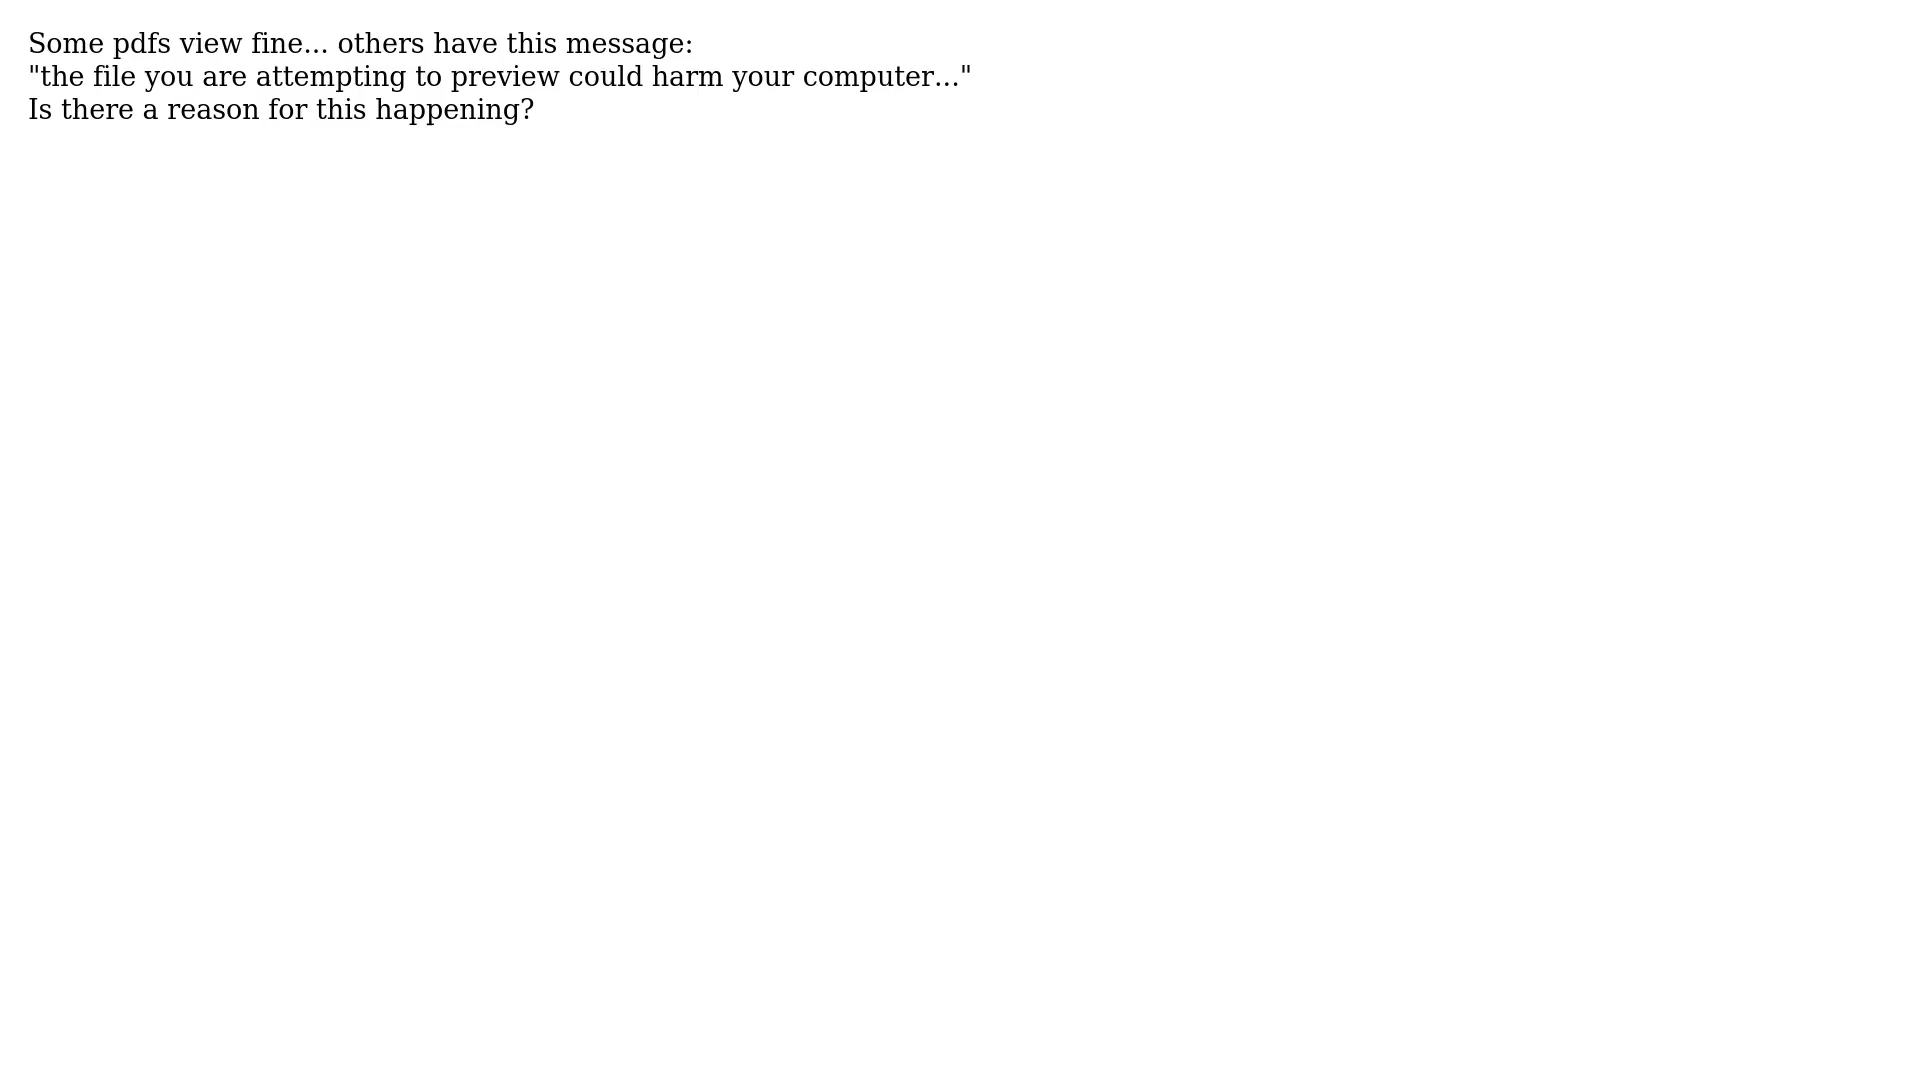 Some pdfs view fine... others have this message:
"the file you are attempting to preview could harm your computer..."
Is there a reason for this happening?